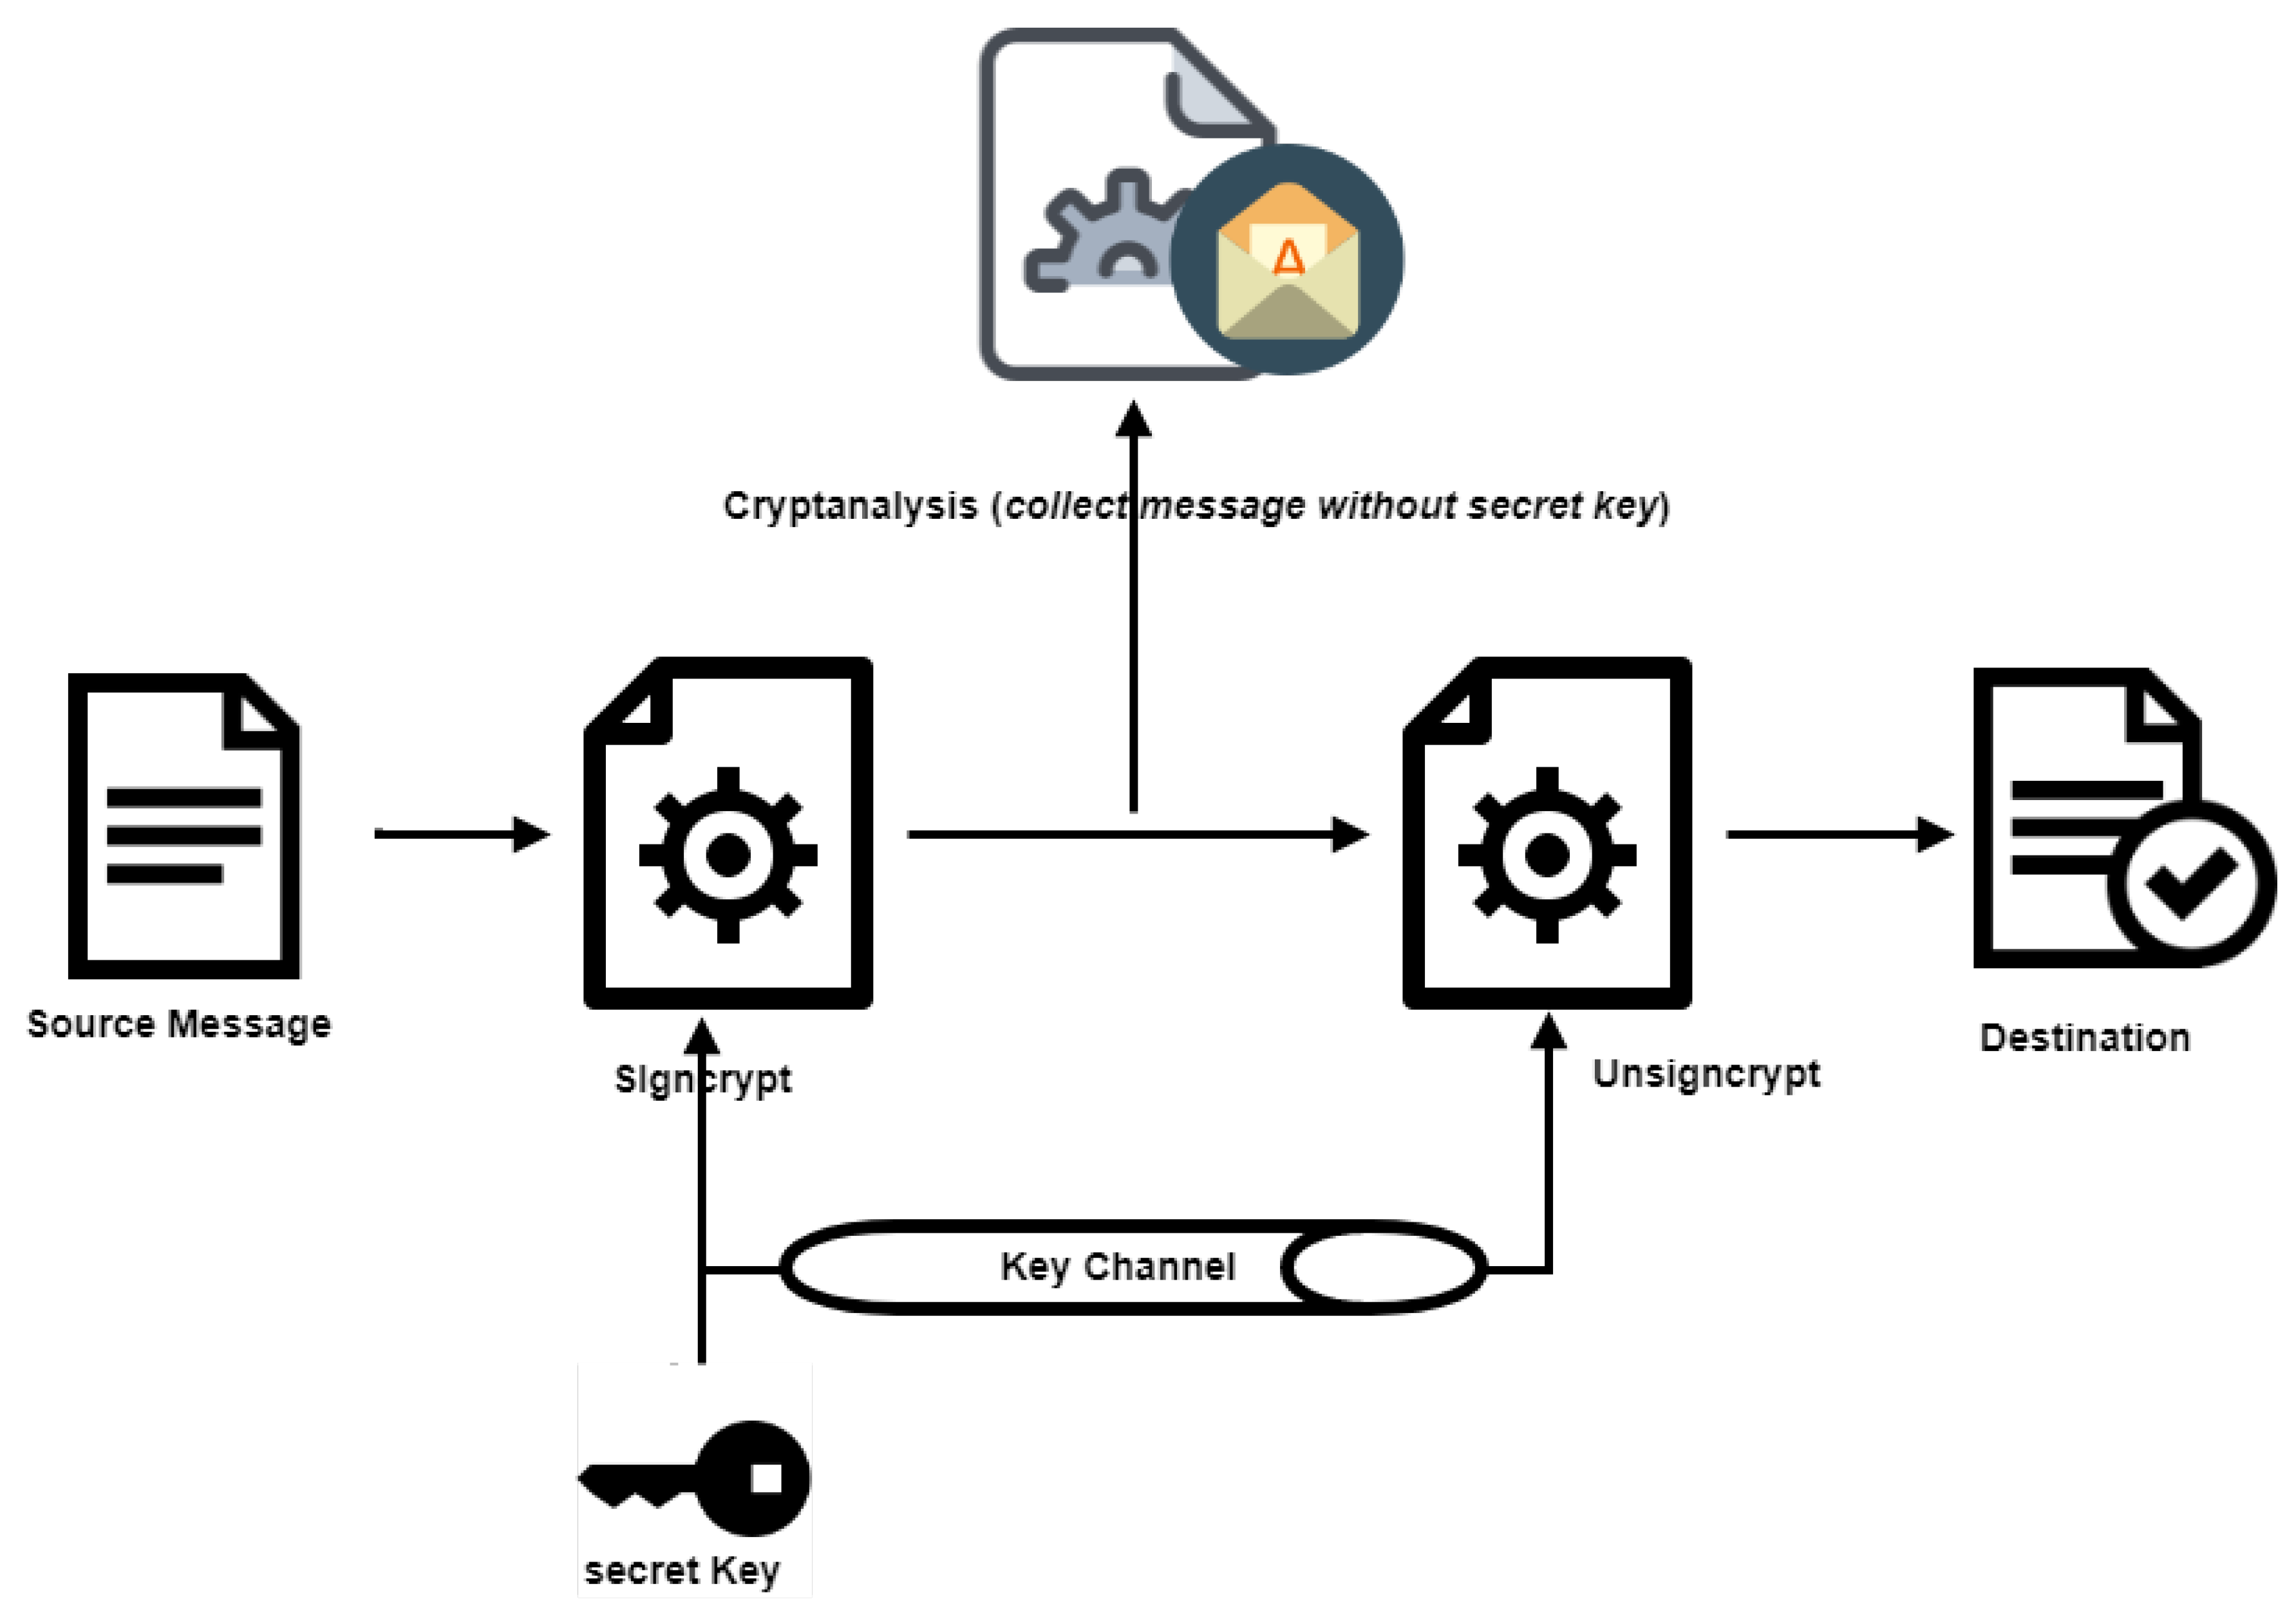 Cryptanalysis (collect message without secret key)
Source Message
SIgncrypt
Unsigncrypt
Destination
Key Channel
secret Key